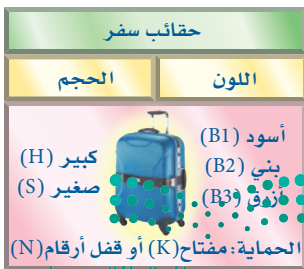 حقائب سفر
اللون الحجم
أسود (B1)
بني (B2)
أزرق (B3)
كبير (H)
صغير (S)
الحماية: مفتاح (K) أو قفل أرقام (N)